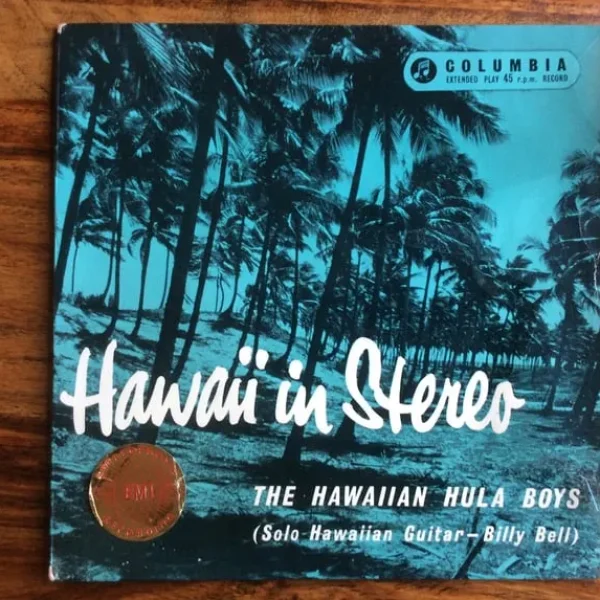 COLUMBIA
EXTENDED PLAY 45 r.p.m. RECORD
Hawaii in Stereo
EMI
THE HAWAIIAN HULA BOYS
(Solo Hawaiian Guitar—Billy Bell)